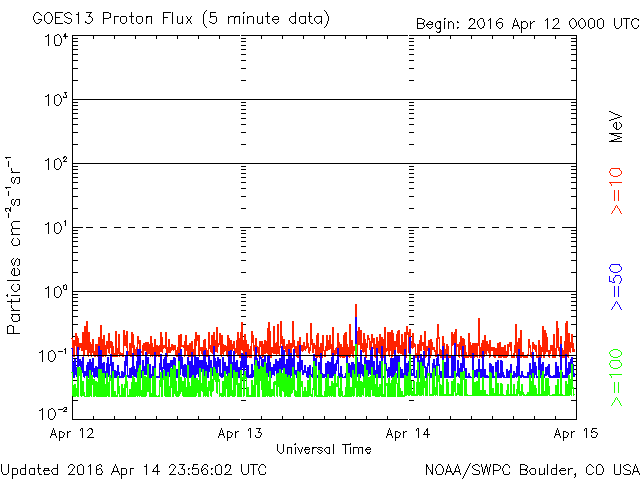 GOES13 Proton Flux (5 minute data)
Begin: 2016 Apr 12 0000 UTC
10⁴
10³
10²
10¹
10⁰
10⁻¹
10⁻²
Particles cm⁻²s⁻¹sr⁻¹
MeV
>=10
>=50
>=100
Apr 12
Apr 13
Apr 14
Apr 15
Universal Time
Updated 2016 Apr 14 23:56:02 UTC
NOAA/SWPC Boulder, CO USA